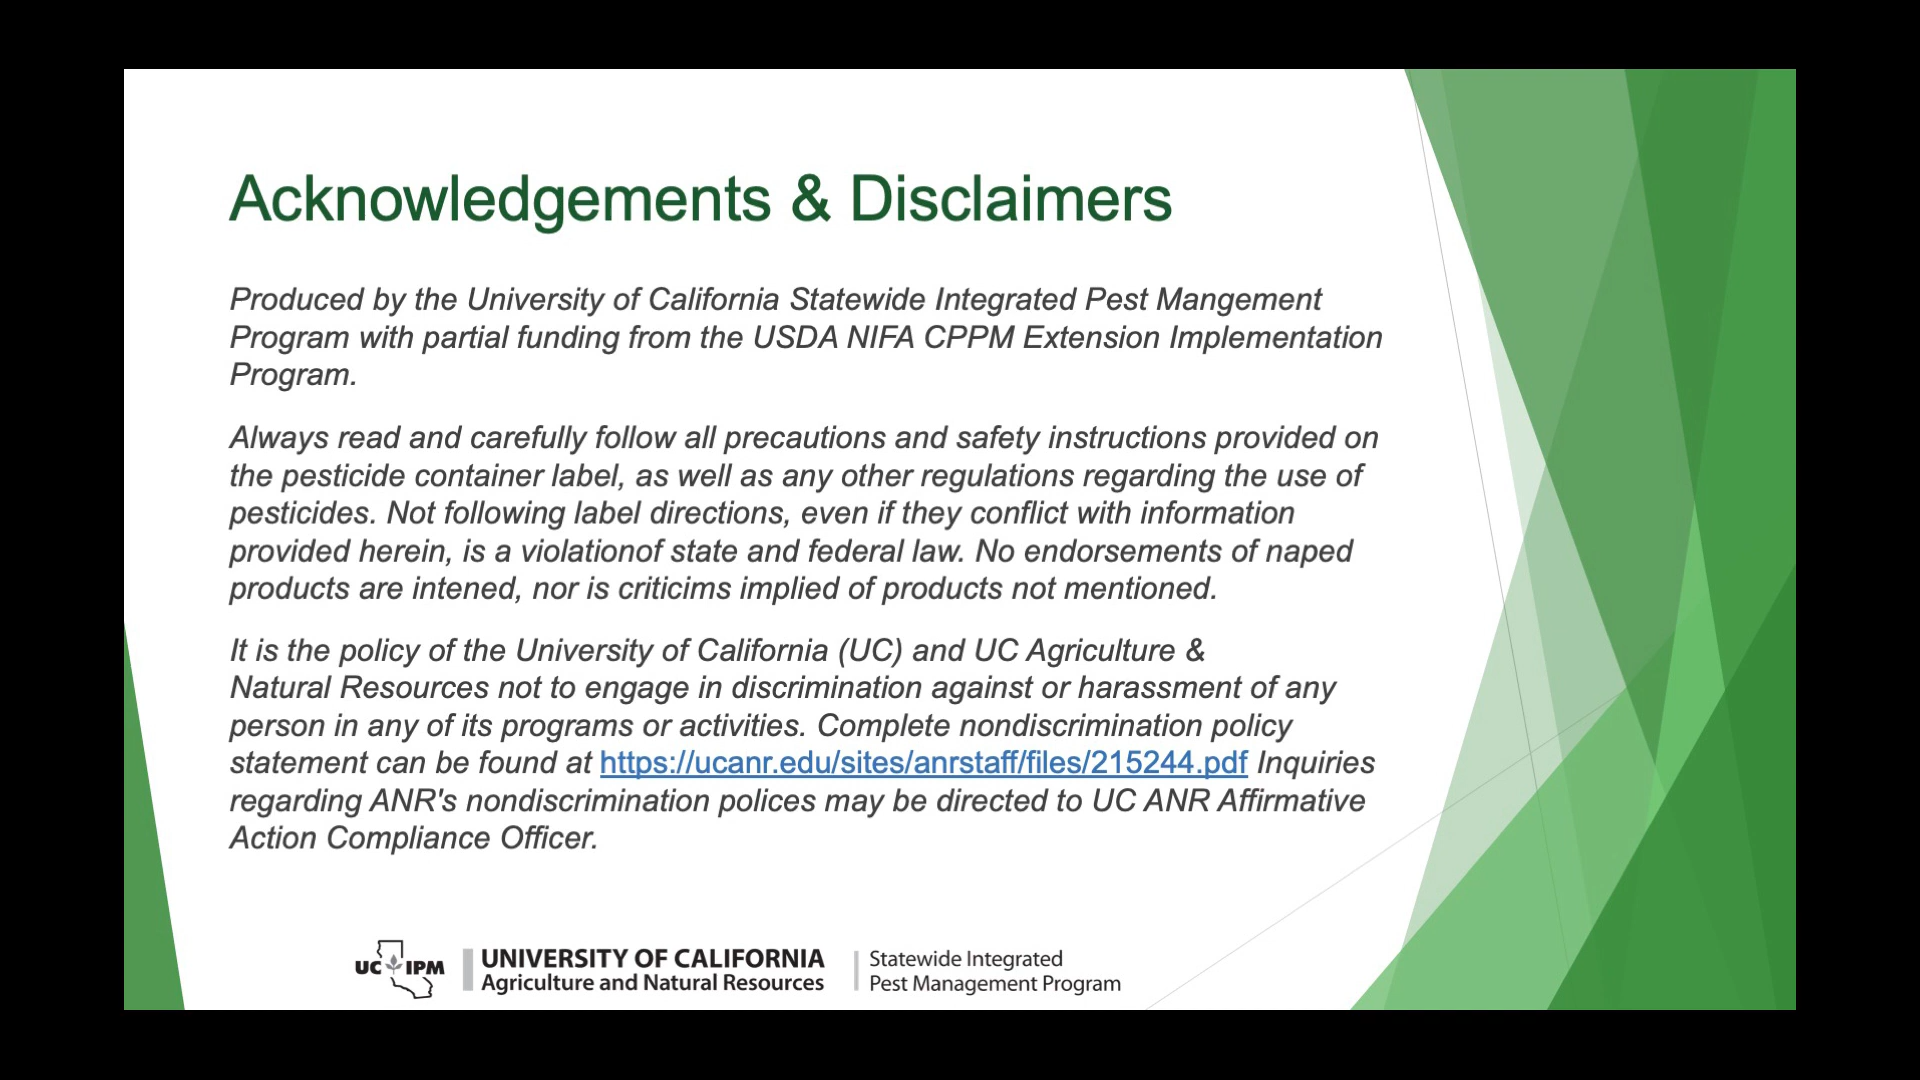 Acknowledgements & Disclaimers
Produced by the University of California Statewide Integrated Pest Mangement
Program with partial funding from the USDA NIFA CPPM Extension Implementation
Program.
Always read and carefully follow all precautions and safety instructions provided on
the pesticide container label, as well as any other regulations regarding the use of
pesticides. Not following label directions, even if they conflict with information
provided herein, is a violationof state and federal law. No endorsements of naped
products are intened, nor is criticims implied of products not mentioned.
It is the policy of the University of California (UC) and UC Agriculture &
Natural Resources not to engage in discrimination against or harassment of any
person in any of its programs or activities. Complete nondiscrimination policy
statement can be found at https://ucanr.edu/sites/anrstaff/files/215244.pdf Inquiries
regarding ANR's nondiscrimination polices may be directed to UC ANR Affirmative
Action Compliance Officer.
UC IPM
UNIVERSITY OF CALIFORNIA
Agriculture and Natural Resources
Statewide Integrated
Pest Management Program